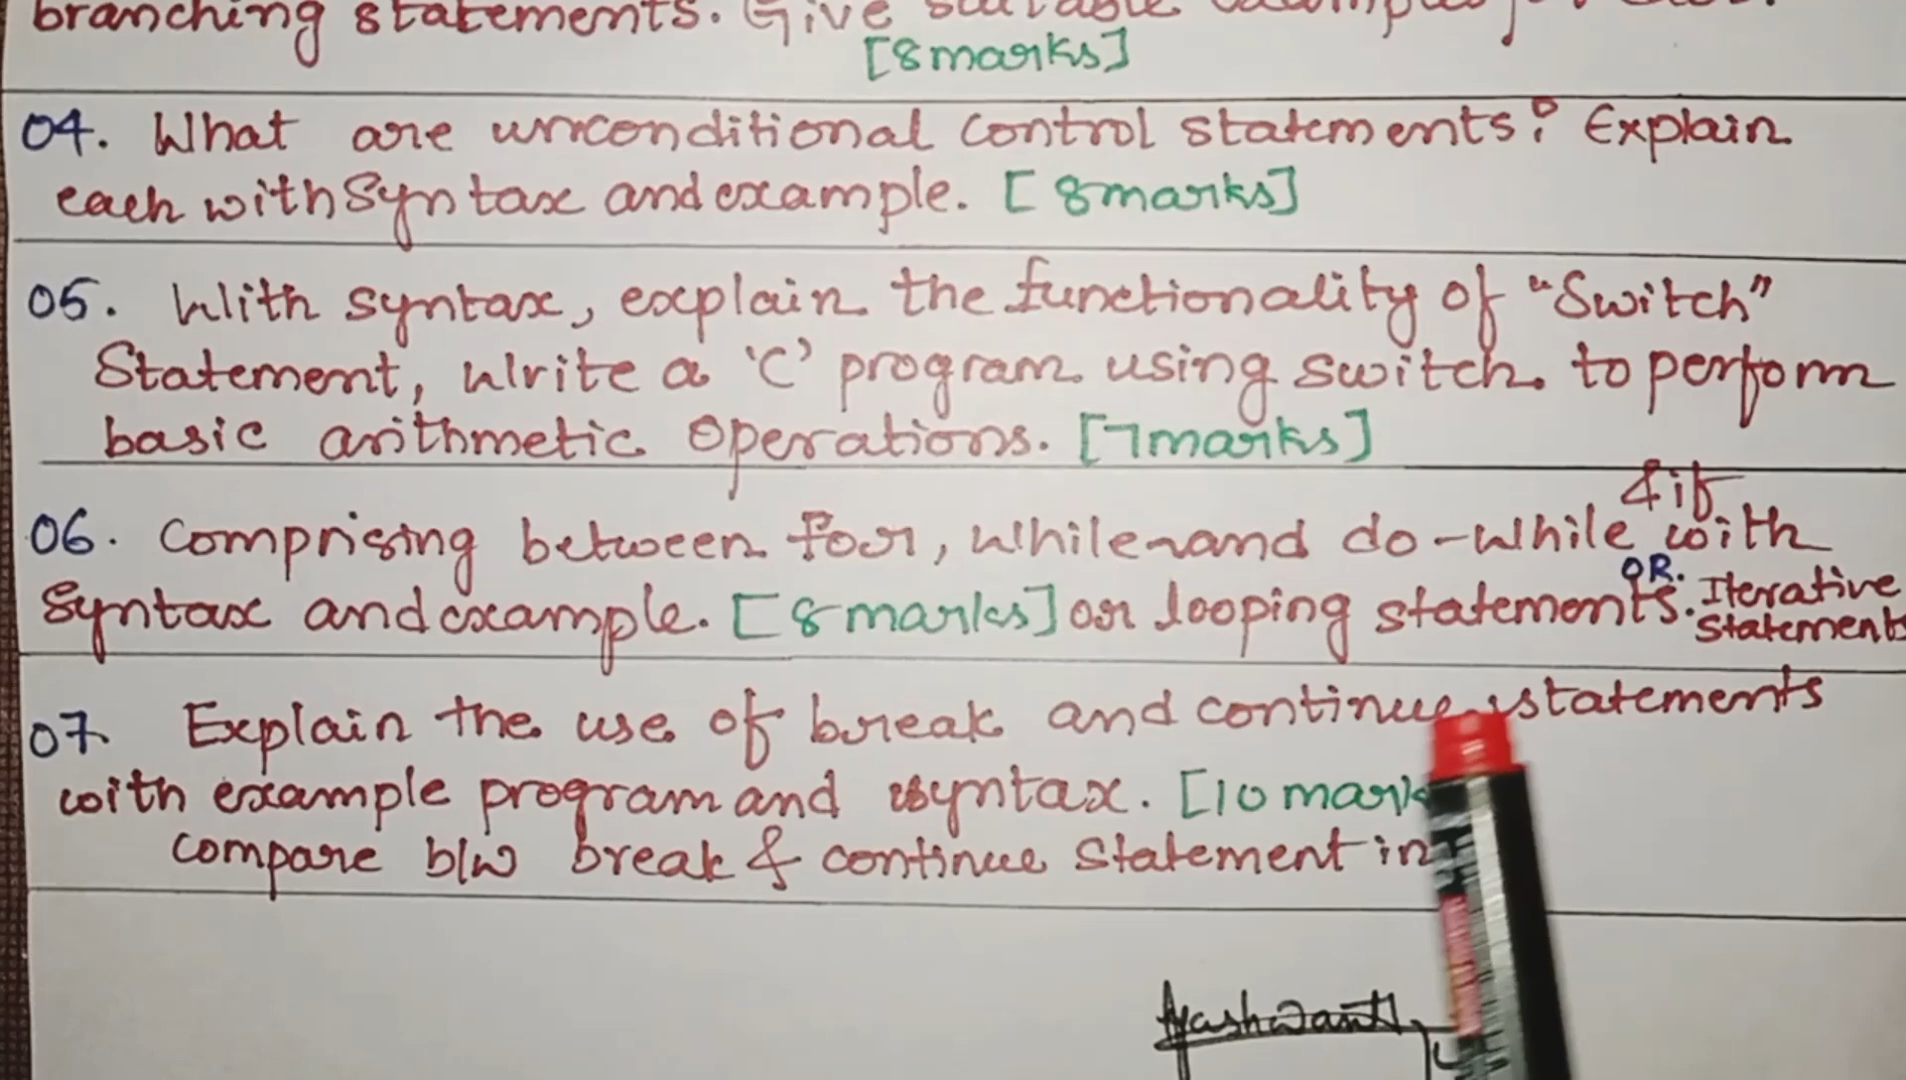 branching statements. Give suitable examples for each.
[8marks]
04. What are unconditional control statements? Explain
each with Syntax and example. [8marks]
05. With syntax, explain the functionality of "Switch"
Statement, Write a 'C' program using switch to perform
basic arithmetic Operations. [7marks]
& if
06. Comprising between for, while and do-while with
Syntax and example. [8 marks] or looping statements. OR. Iterative
Statements
07. Explain the use of break and continue statements
with example program and syntax. [10 mark
compare b/w break & continue Statement in